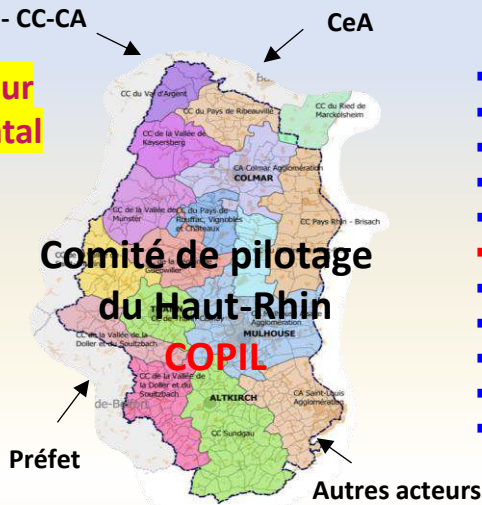 - CC-CA
CeA
ur
tal
CC du Val d'Argent
CC du Pays de Ribeauvillé
CC du Ried de
Marckolsheim
CC de la Vallée de
Kaysersberg
CA Colmar Agglomération
COLMAR
CC de la Vallée de
Munster
CC du Pays de
Rouffac, Vignobles
et Châteaux
CC Pays Rhin - Brisach
Comité de pilotage
du Haut-Rhin
COPIL
Agglomération
MULHOUSE
CC de la Vallée de la
Doller et du Soultzbach
CC de la Vallée de
la Doller et du
Soultzbach
ALTKIRCH
CA Saint-Louis
Agglomération
CC Sundgau
Préfet
Autres acteurs